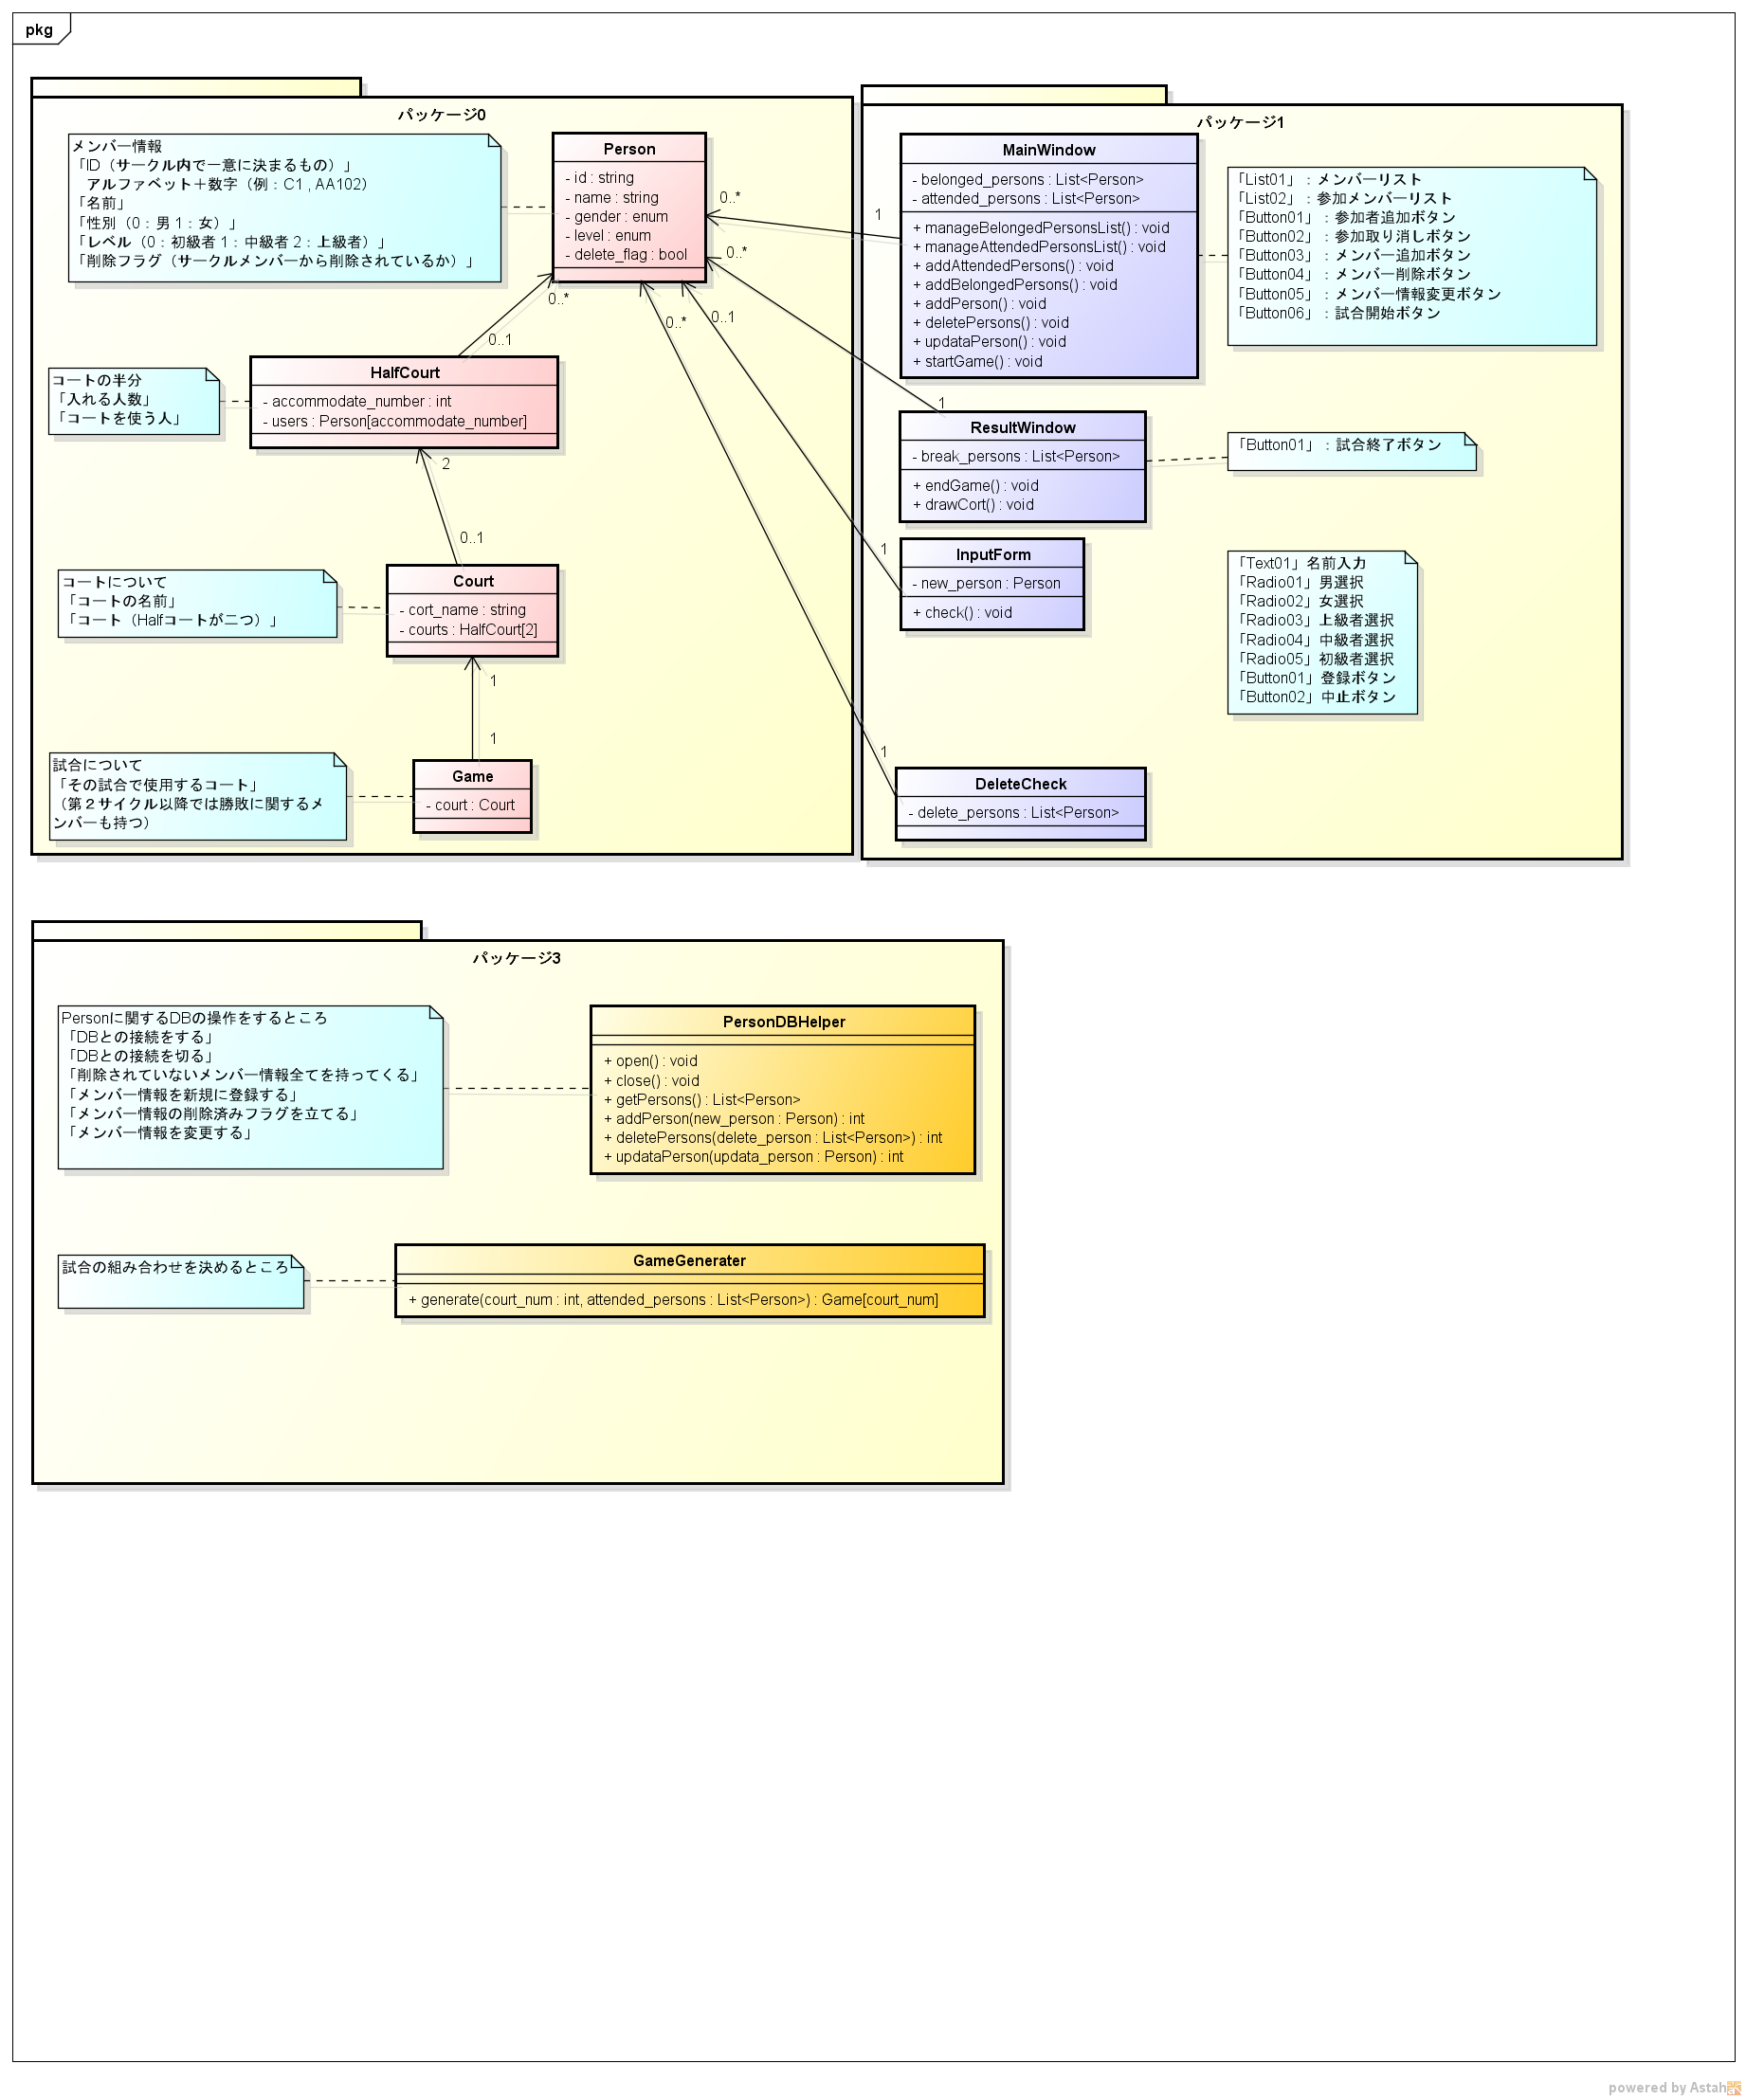 pkg
パッケージ0
メンバー情報
「ID（サークル内で一意に決まるもの）」
アルファベット＋数字（例：C1 , AA102）
「名前」
「性別（0：男 1：女）」
「レベル（0：初級者 1：中級者 2：上級者）」
「削除フラグ（サークルメンバーから削除されているか）」
Person
- id : string
- name : string
- gender : enum
- level : enum
- delete_flag : bool
0..*
0..1
コートの半分
「入れる人数」
「コートを使う人」
HalfCourt
- accommodate_number : int
- users : Person[accommodate_number]
2
0..1
コートについて
「コートの名前」
「コート（Halfコートが二つ）」
Court
- cort_name : string
- courts : HalfCourt[2]
1
1
試合について
「その試合で使用するコート」
（第２サイクル以降では勝敗に関するメ
ンバーも持つ）
Game
- court : Court
パッケージ1
0..*
1
0..*
0..1
0..*
MainWindow
- belonged_persons : List<Person>
- attended_persons : List<Person>
+ manageBelongedPersonsList() : void
+ manageAttendedPersonsList() : void
+ addAttendedPersons() : void
+ addBelongedPersons() : void
+ addPerson() : void
+ deletePersons() : void
+ updataPerson() : void
+ startGame() : void
「List01」：メンバーリスト
「List02」：参加メンバーリスト
「Button01」：参加者追加ボタン
「Button02」：参加取り消しボタン
「Button03」：メンバー追加ボタン
「Button04」：メンバー削除ボタン
「Button05」：メンバー情報変更ボタン
「Button06」：試合開始ボタン
1
ResultWindow
- break_persons : List<Person>
+ endGame() : void
+ drawCort() : void
「Button01」：試合終了ボタン
1
InputForm
- new_person : Person
+ check() : void
「Text01」名前入力
「Radio01」男選択
「Radio02」女選択
「Radio03」上級者選択
「Radio04」中級者選択
「Radio05」初級者選択
「Button01」登録ボタン
「Button02」中止ボタン
1
DeleteCheck
- delete_persons : List<Person>
パッケージ3
Personに関するDBの操作をするところ
「DBとの接続をする」
「DBとの接続を切る」
「削除されていないメンバー情報全てを持ってくる」
「メンバー情報を新規に登録する」
「メンバー情報の削除済みフラグを立てる」
「メンバー情報を変更する」
PersonDBHelper
+ open() : void
+ close() : void
+ getPersons() : List<Person>
+ addPerson(new_person : Person) : int
+ deletePersons(delete_person : List<Person>) : int
+ updataPerson(updata_person : Person) : int
試合の組み合わせを決めるところ
GameGenerater
+ generate(court_num : int, attended_persons : List<Person>) : Game[court_num]
powered by Astah